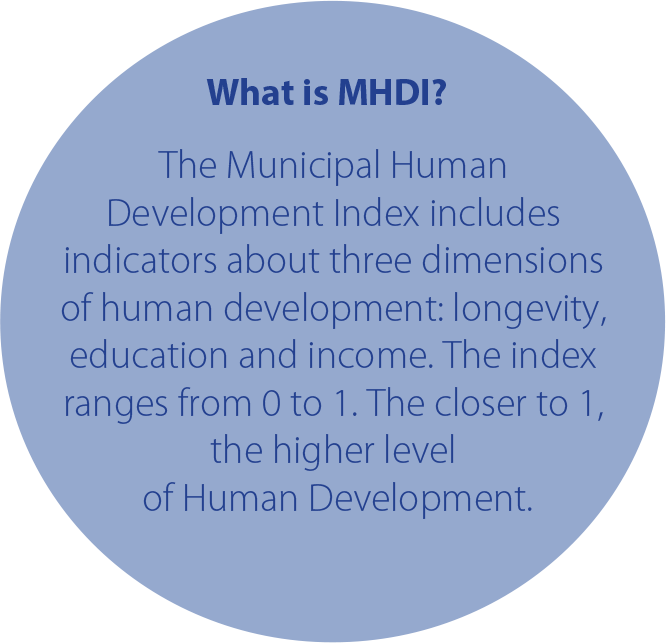 What is MHDI?
The Municipal Human
Development Index includes
indicators about three dimensions
of human development: longevity,
education and income. The index
ranges from 0 to 1. The closer to 1,
the higher level
of Human Development.